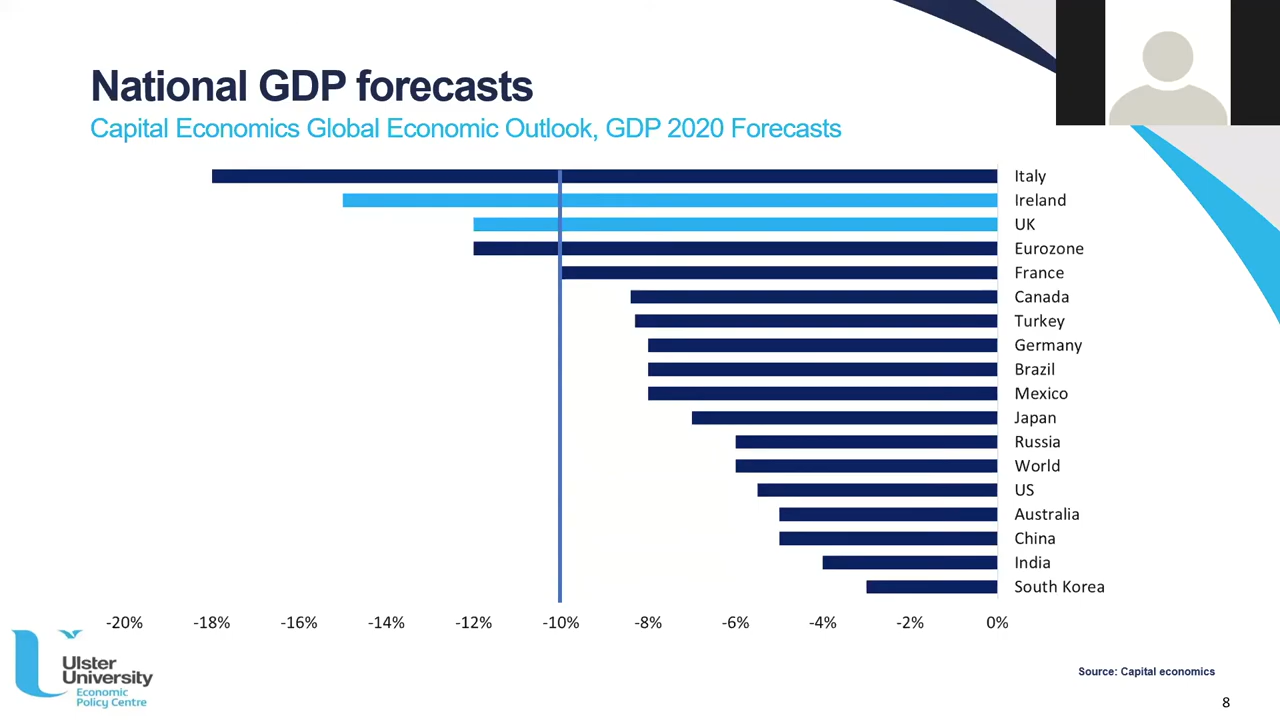 National GDP forecasts
Capital Economics Global Economic Outlook, GDP 2020 Forecasts
Italy
Ireland
UK
Eurozone
France
Canada
Turkey
Germany
Brazil
Mexico
Japan
Russia
World
US
Australia
China
India
South Korea
-20% -18% -16% -14% -12% -10% -8% -6% -4% -2% 0%
Ulster
University
Economic
Policy Centre
Source: Capital economics
8